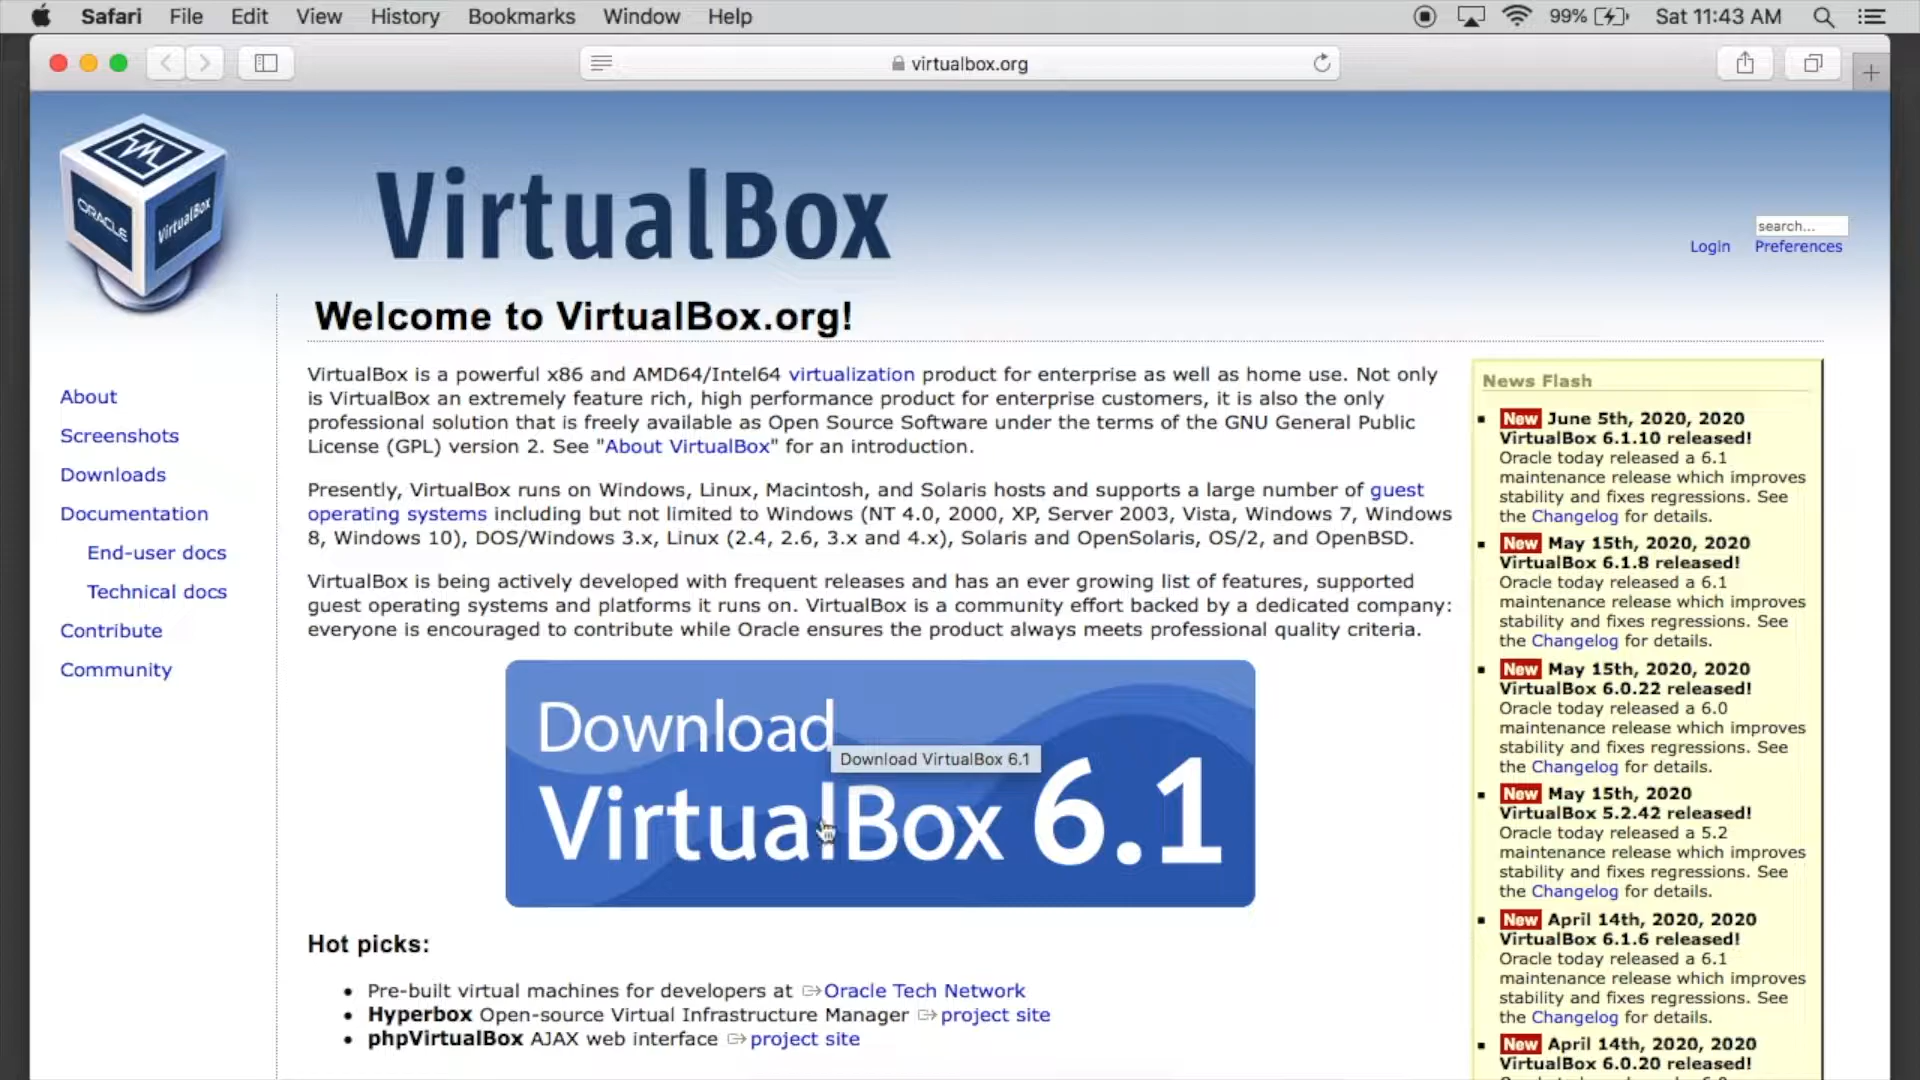 Safari File Edit View History Bookmarks Window Help 99% Sat 11:43 AM
virtualbox.org
ORACLE
VirtualBox
VirtualBox
search...
Login Preferences
Welcome to VirtualBox.org!
About
Screenshots
Downloads
Documentation
End-user docs
Technical docs
Contribute
Community
VirtualBox is a powerful x86 and AMD64/Intel64 virtualization product for enterprise as well as home use. Not only
is VirtualBox an extremely feature rich, high performance product for enterprise customers, it is also the only
professional solution that is freely available as Open Source Software under the terms of the GNU General Public
License (GPL) version 2. See "About VirtualBox" for an introduction.
Presently, VirtualBox runs on Windows, Linux, Macintosh, and Solaris hosts and supports a large number of guest
operating systems including but not limited to Windows (NT 4.0, 2000, XP, Server 2003, Vista, Windows 7, Windows
8, Windows 10), DOS/Windows 3.x, Linux (2.4, 2.6, 3.x and 4.x), Solaris and OpenSolaris, OS/2, and OpenBSD.
VirtualBox is being actively developed with frequent releases and has an ever growing list of features, supported
guest operating systems and platforms it runs on. VirtualBox is a community effort backed by a dedicated company:
everyone is encouraged to contribute while Oracle ensures the product always meets professional quality criteria.
Download
Download VirtualBox 6.1
VirtualBox 6.1
Hot picks:
• Pre-built virtual machines for developers at Oracle Tech Network
• Hyperbox Open-source Virtual Infrastructure Manager project site
• phpVirtualBox AJAX web interface project site
News Flash
New June 5th, 2020, 2020
VirtualBox 6.1.10 released!
Oracle today released a 6.1
maintenance release which improves
stability and fixes regressions. See
the Changelog for details.
New May 15th, 2020, 2020
VirtualBox 6.1.8 released!
Oracle today released a 6.1
maintenance release which improves
stability and fixes regressions. See
the Changelog for details.
New May 15th, 2020, 2020
VirtualBox 6.0.22 released!
Oracle today released a 6.0
maintenance release which improves
stability and fixes regressions. See
the Changelog for details.
New May 15th, 2020
VirtualBox 5.2.42 released!
Oracle today released a 5.2
maintenance release which improves
stability and fixes regressions. See
the Changelog for details.
New April 14th, 2020, 2020
VirtualBox 6.1.6 released!
Oracle today released a 6.1
maintenance release which improves
stability and fixes regressions. See
the Changelog for details.
New April 14th, 2020, 2020
VirtualBox 6.0.20 released!